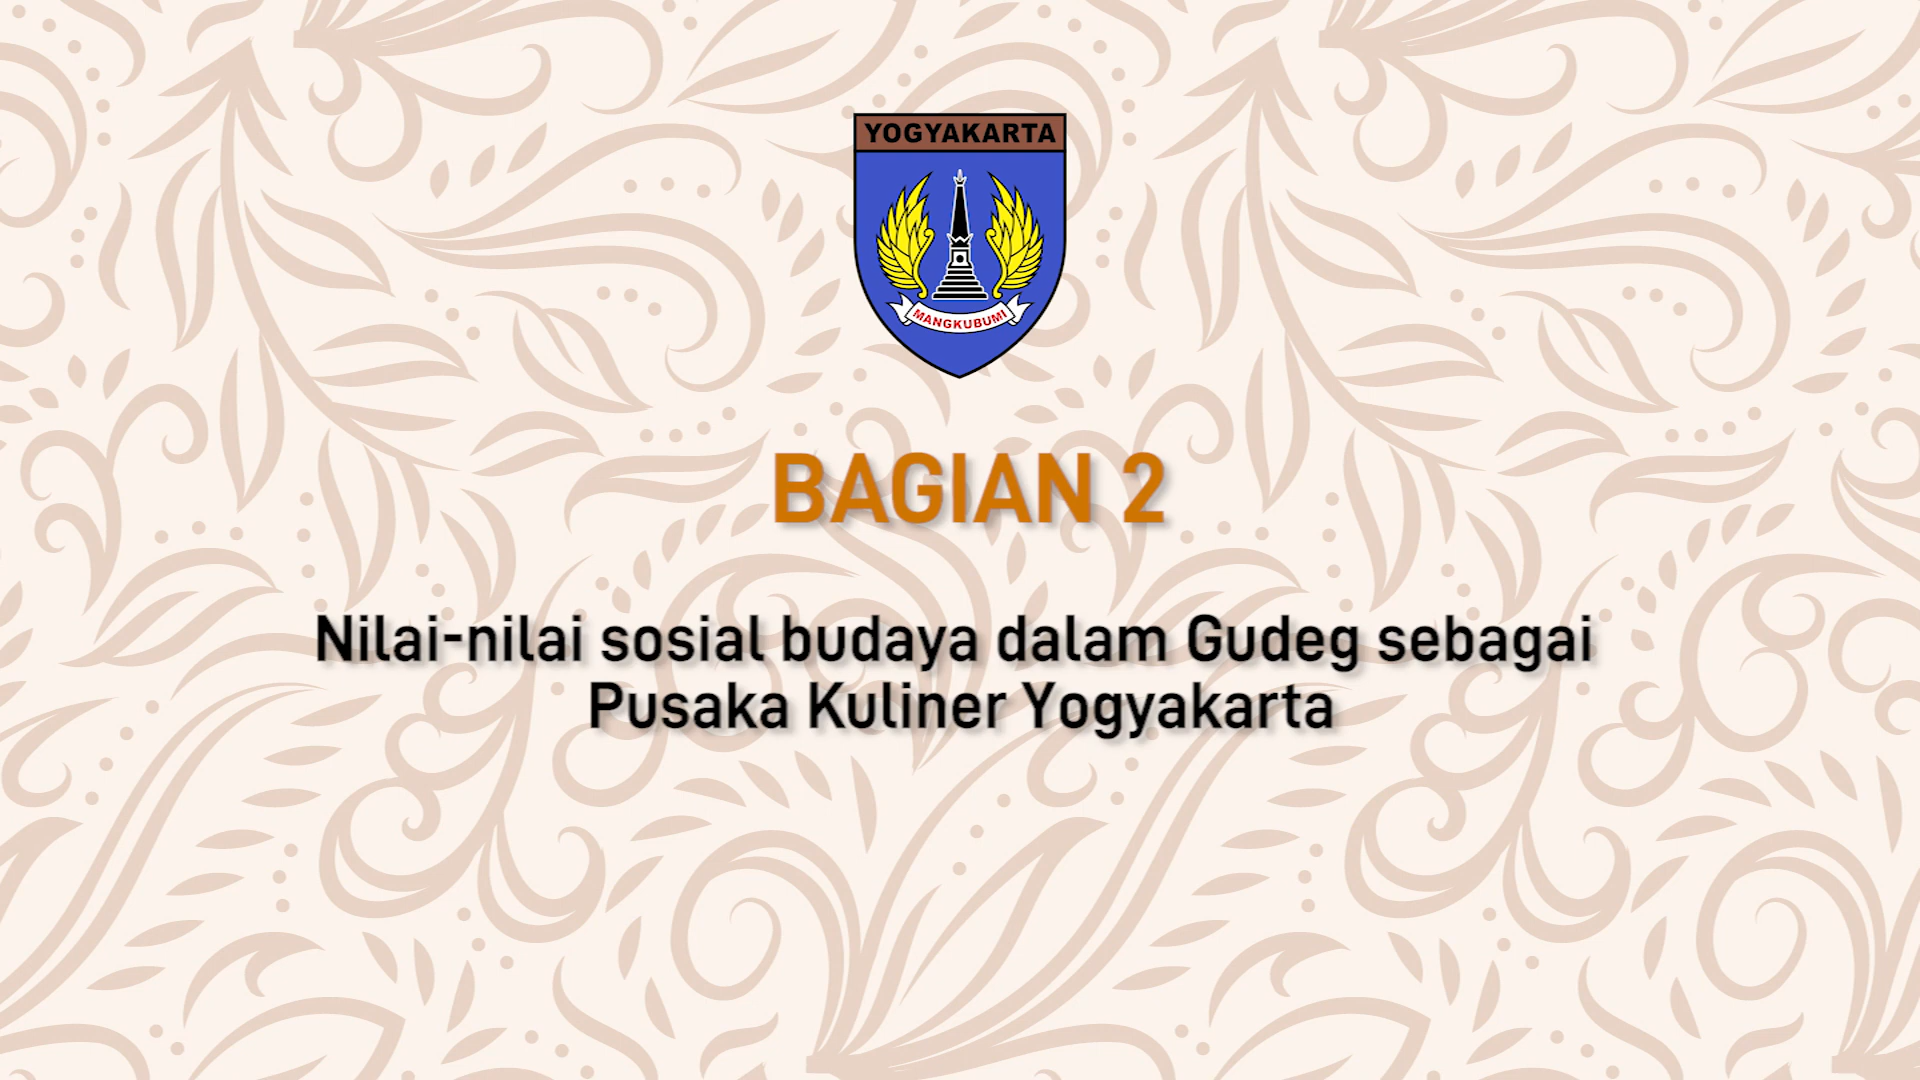 YOGYAKARTA
MANGKUBUMI
BAGIAN 2
Nilai-nilai sosial budaya dalam Gudeg sebagai
Pusaka Kuliner Yogyakarta